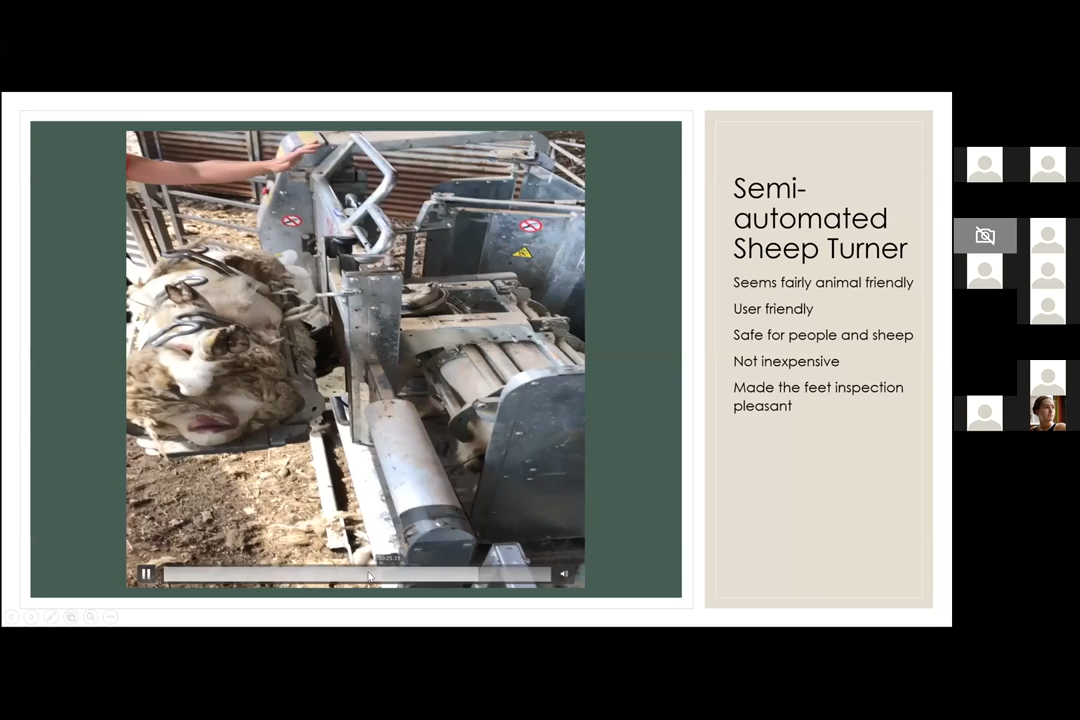 Semi-
automated
Sheep Turner
Seems fairly animal friendly
User friendly
Safe for people and sheep
Not inexpensive
Made the feet inspection
pleasant